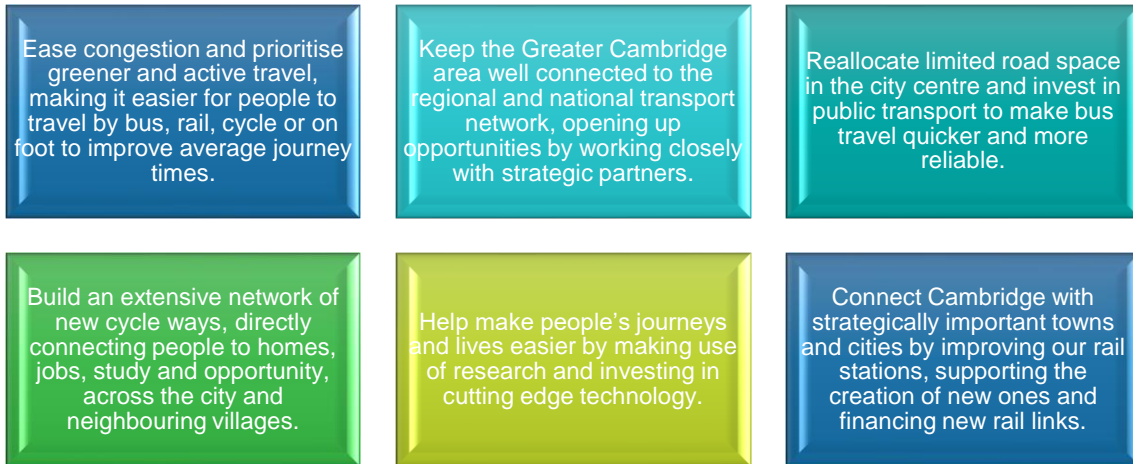 Ease congestion and prioritise
greener and active travel,
making it easier for people to
travel by bus, rail, cycle or on
foot to improve average journey
times.
Keep the Greater Cambridge
area well connected to the
regional and national transport
network, opening up
opportunities by working closely
with strategic partners.
Reallocate limited road space
in the city centre and invest in
public transport to make bus
travel quicker and more
reliable.
Build an extensive network of
new cycle ways, directly
connecting people to homes,
jobs, study and opportunity,
across the city and
neighbouring villages.
Help make people’s journeys
and lives easier by making use
of research and investing in
cutting edge technology.
Connect Cambridge with
strategically important towns
and cities by improving our rail
stations, supporting the
creation of new ones and
financing new rail links.